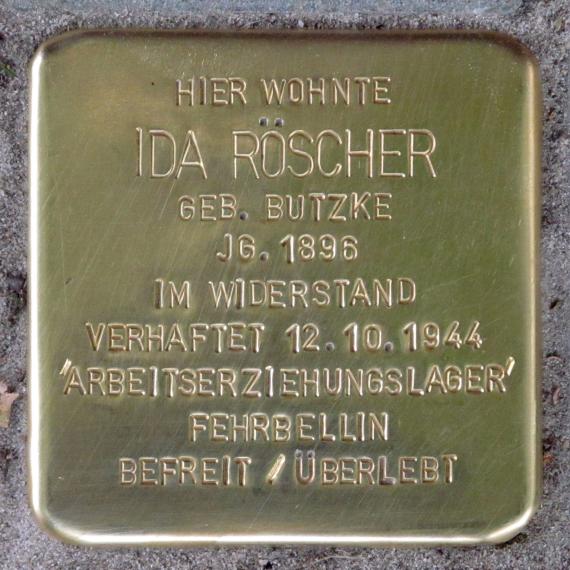 HIER WOHNTE
IDA RÖSCHER
GEB. BUTZKE
JG. 1896
IM WIDERSTAND
VERHAFTET 12.10.1944
'ARBEITSERZIEHUNGSLAGER'
FEHRBELLIN
BEFREIT / ÜBERLEBT